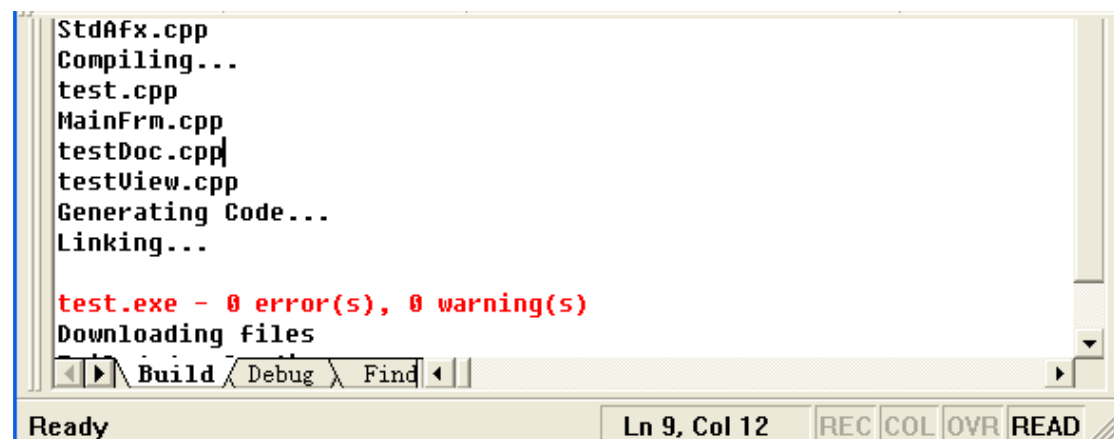 StdAfx.cpp
Compiling...
test.cpp
MainFrm.cpp
testDoc.cpp
testView.cpp
Generating Code...
Linking...
test.exe - 0 error(s), 0 warning(s)
Downloading files
Build Debug Find
Ready Ln 9, Col 12 REC COL OVR READ